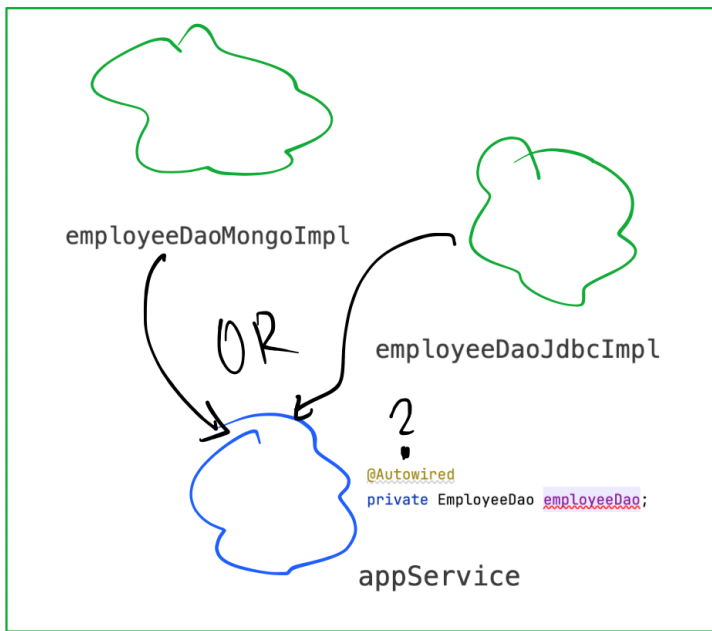 employeeDaoMongoImpl
OR
employeeDaoJdbcImpl
?
@Autowired
private EmployeeDao employeeDao;
appService